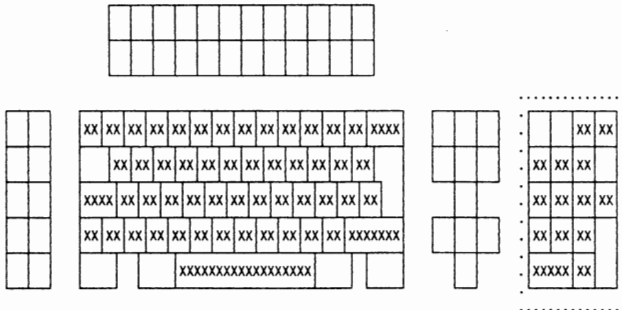 XX XX XX XX XX XX XX XX XX XX XX XX XX XXXX XX XX
XX XX XX XX XX XX XX XX XX XX XX XX XX XX XX
XXXX XX XX XX XX XX XX XX XX XX XX XX XX XX XX XX XX
XX XX XX XX XX XX XX XX XX XX XX XX XXXXXXX XX XX XX
XXXXXXXXXXXXXXXXXX XXXXX XX